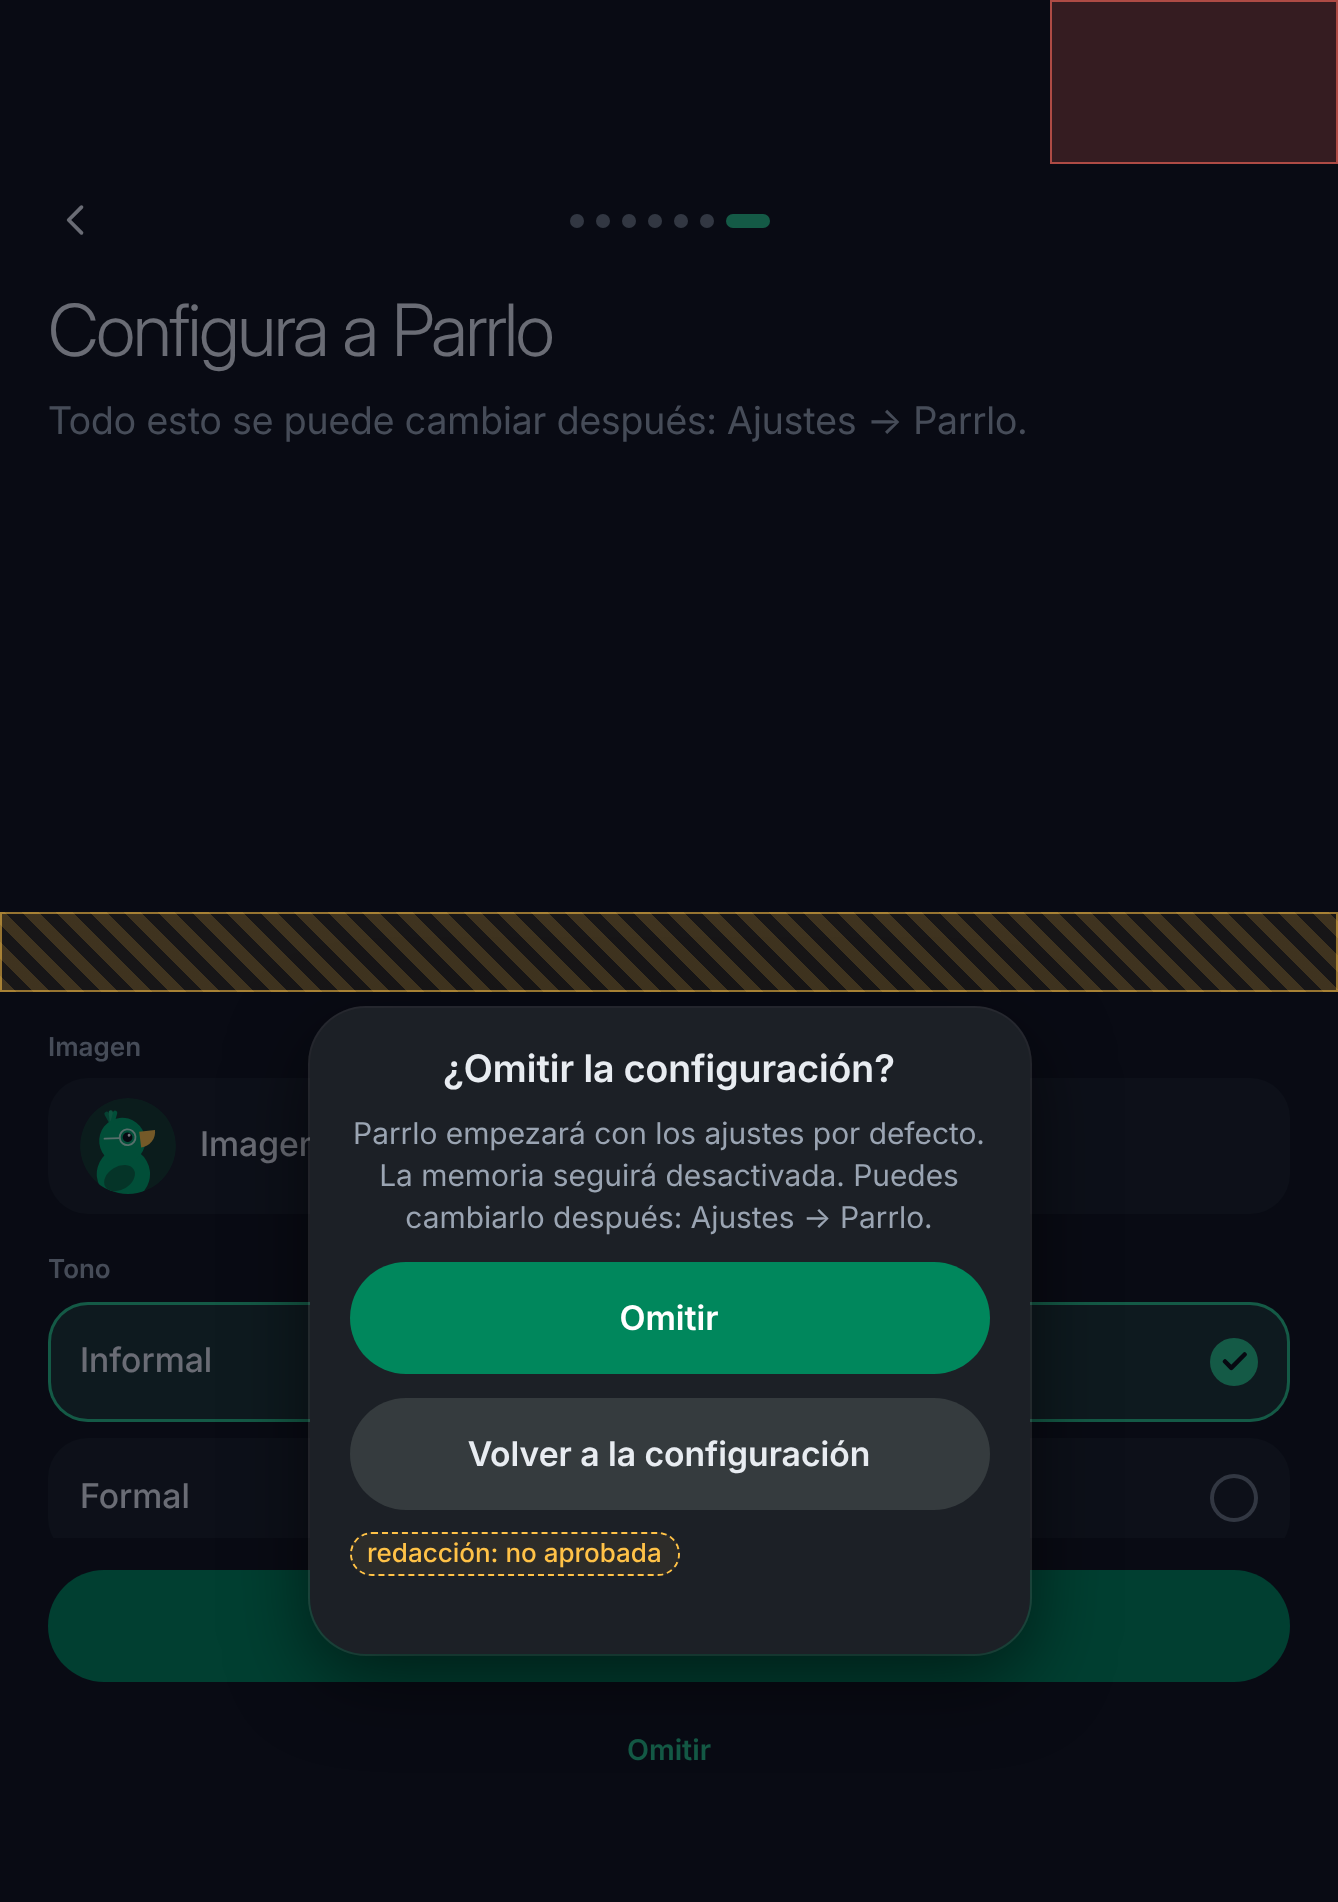 Configura a Parrlo
Todo esto se puede cambiar después: Ajustes → Parrlo.
Imagen
Tono
Informal
Formal
¿Omitir la configuración?
Parrlo empezará con los ajustes por defecto.
La memoria seguirá desactivada. Puedes
cambiarlo después: Ajustes → Parrlo.
Omitir
Volver a la configuración
redacción: no aprobada
Omitir